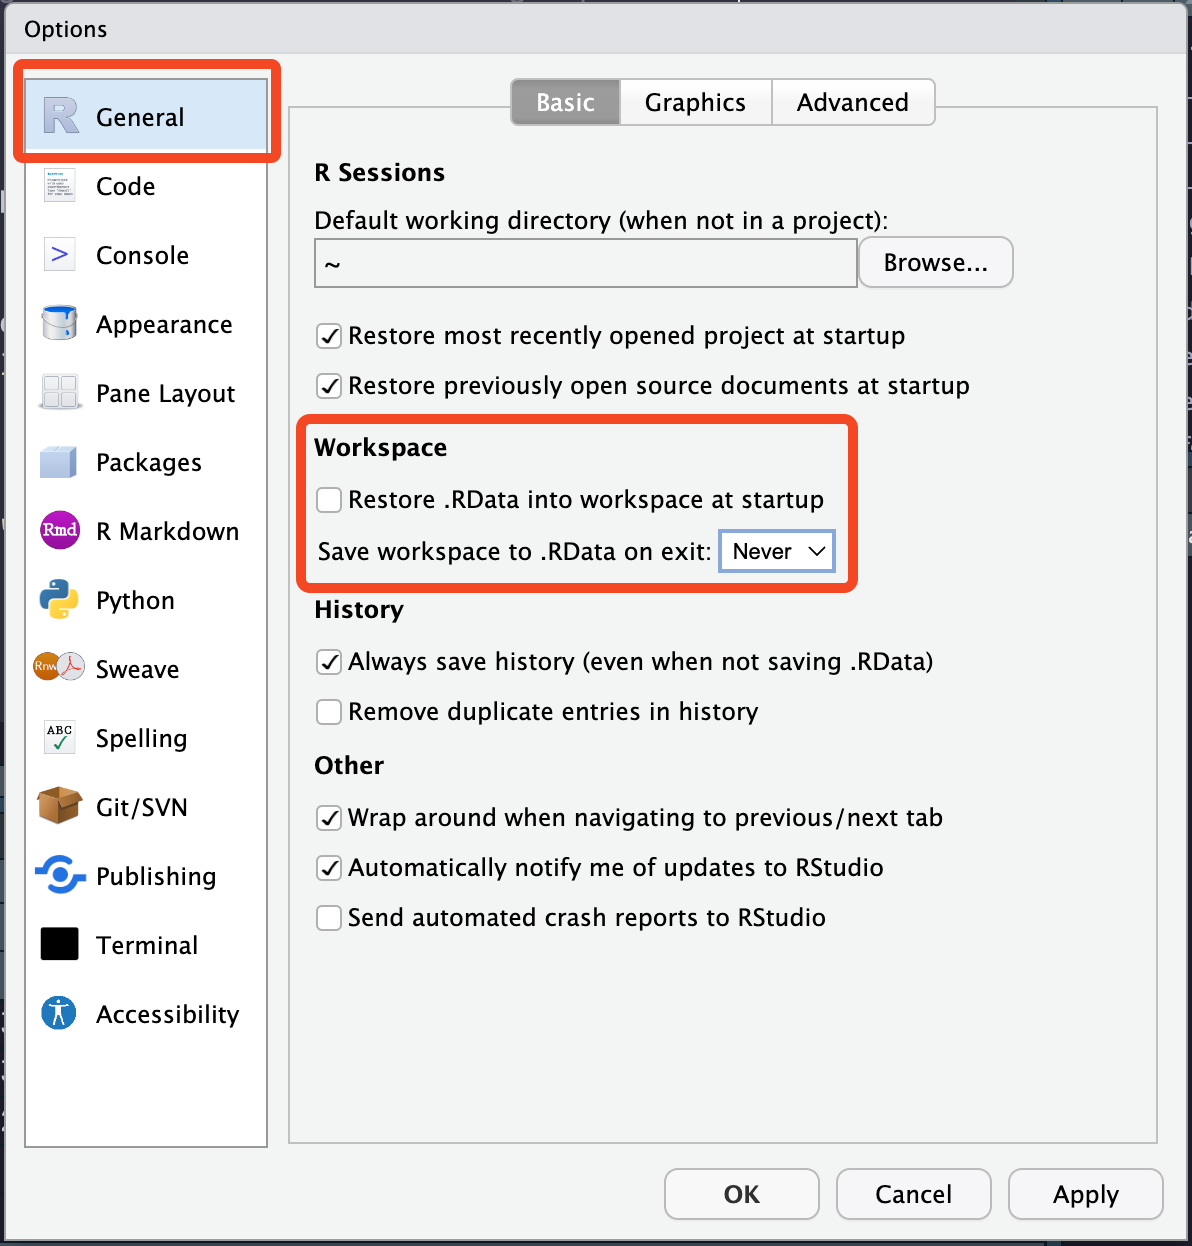 Options
General
Code
Console
Appearance
Pane Layout
Packages
Rmd R Markdown
Python
Rnw Sweave
ABC Spelling
Git/SVN
Publishing
Terminal
Accessibility
Basic Graphics Advanced
R Sessions
Default working directory (when not in a project):
~ Browse...
Restore most recently opened project at startup
Restore previously open source documents at startup
Workspace
Restore .RData into workspace at startup
Save workspace to .RData on exit: Never
History
Always save history (even when not saving .RData)
Remove duplicate entries in history
Other
Wrap around when navigating to previous/next tab
Automatically notify me of updates to RStudio
Send automated crash reports to RStudio
OK Cancel Apply